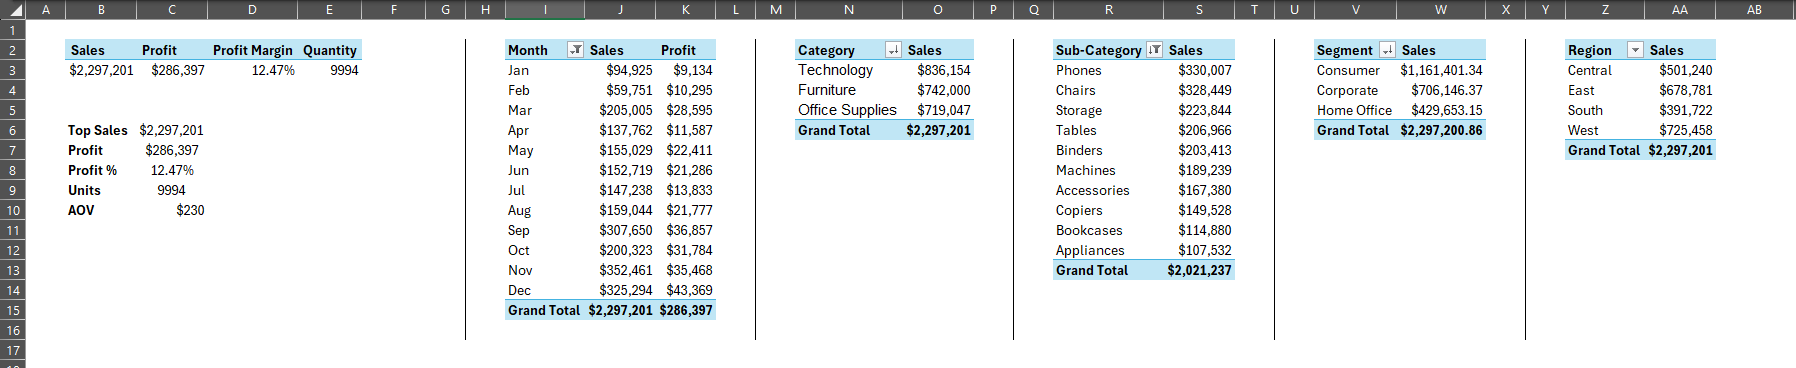 A B C D E F G H I J K L M N O P Q R S T U V W X Y Z AA AB
1
2 Sales Profit Profit Margin Quantity Month Sales Profit Category Sales Sub-Category Sales Segment Sales Region Sales
3 $2,297,201 $286,397 12.47% 9994 Jan $94,925 $9,134 Technology $836,154 Phones $330,007 Consumer $1,161,401.34 Central $501,240
4 Feb $59,751 $10,295 Furniture $742,000 Chairs $328,449 Corporate $706,146.37 East $678,781
5 Mar $205,005 $28,595 Office Supplies $719,047 Storage $223,844 Home Office $429,653.15 South $391,722
6 Top Sales $2,297,201 Apr $137,762 $11,587 Grand Total $2,297,201 Tables $206,966 Grand Total $2,297,200.86 West $725,458
7 Profit $286,397 May $155,029 $22,411 Binders $203,413 Grand Total $2,297,201
8 Profit % 12.47% Jun $152,719 $21,286 Machines $189,239
9 Units 9994 Jul $147,238 $13,833 Accessories $167,380
10 AOV $230 Aug $159,044 $21,777 Copiers $149,528
11 Sep $307,650 $36,857 Bookcases $114,880
12 Oct $200,323 $31,784 Appliances $107,532
13 Nov $352,461 $35,468 Grand Total $2,021,237
14 Dec $325,294 $43,369
15 Grand Total $2,297,201 $286,397
16
17